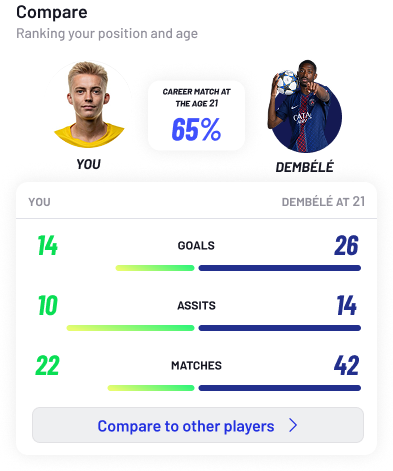 Compare
Ranking your position and age
CAREER MATCH AT
THE AGE 21
65%
YOU
DEMBÉLÉ
YOU
DEMBÉLÉ AT 21
14
GOALS
26
10
ASSITS
14
22
MATCHES
42
Compare to other players